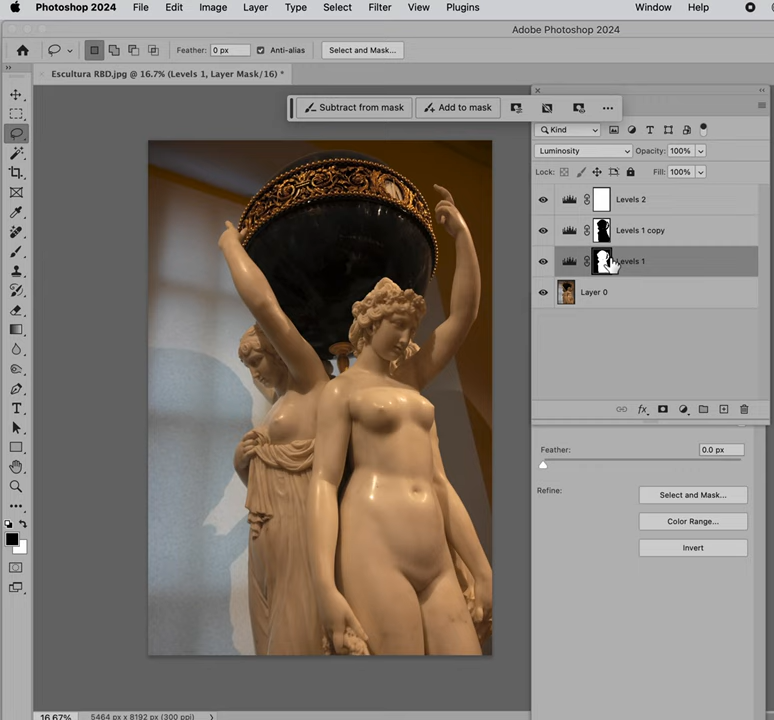 Photoshop 2024 File Edit Image Layer Type Select Filter View Plugins Window Help
Adobe Photoshop 2024
Feather: 0 px Anti-alias Select and Mask...
Escultura RBD.jpg @ 16.7% (Levels 1, Layer Mask/16) *
Subtract from mask Add to mask
Kind
Luminosity Opacity: 100%
Lock: Fill: 100%
Levels 2
Levels 1 copy
Levels 1
Layer 0
fx
Feather: 0.0 px
Refine: Select and Mask...
Color Range...
Invert
16.67% 5464 px x 8192 px (300 ppi)